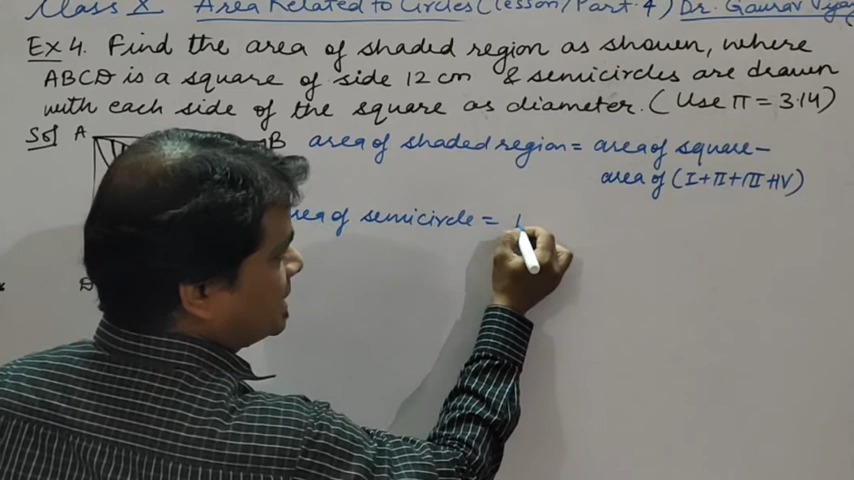 Class X Area Related to Circles (lesson/Part·4) Dr. Gaurav Vijay
Ex 4. Find the area of shaded region as shown, where
ABCD is a square of side 12 cm & semicircles are drawn
with each side of the square as diameter. (Use π = 3·14)
Sol A B area of shaded region = area of square –
area of (I+II+III+IV)
area of semicircle = 1
D